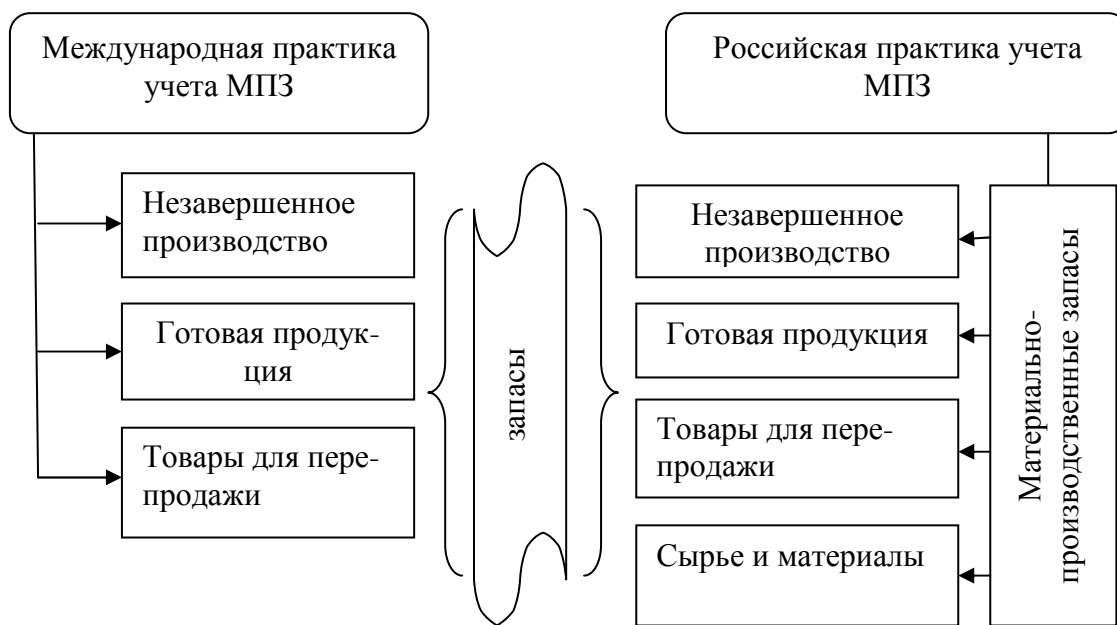 Международная практика
учета МПЗ
Российская практика учета
МПЗ
Незавершенное
производство
Готовая продук-
ция
Товары для пере-
продажи
запасы
Незавершенное
производство
Готовая продукция
Товары для пере-
продажи
Сырье и материалы
Материально-
производственные запасы